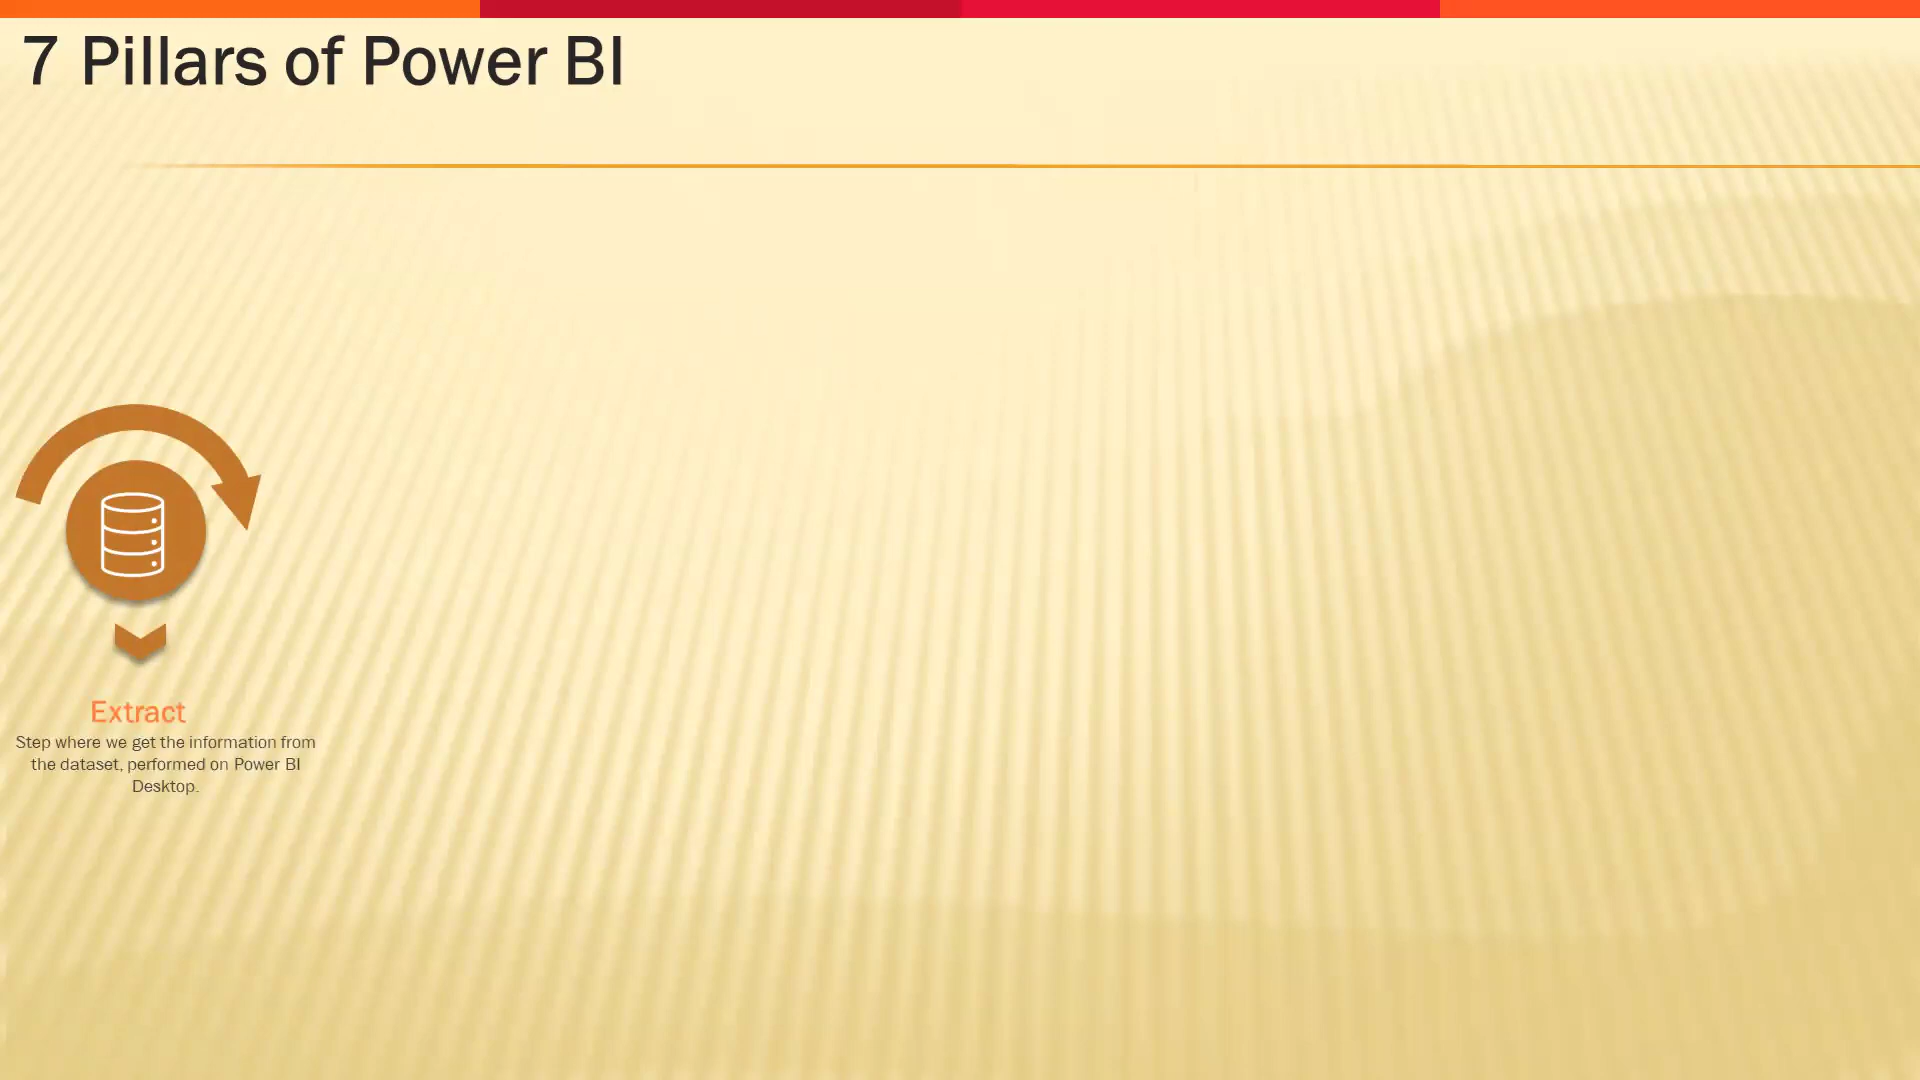 7 Pillars of Power BI
Extract
Step where we get the information from
the dataset, performed on Power BI
Desktop.